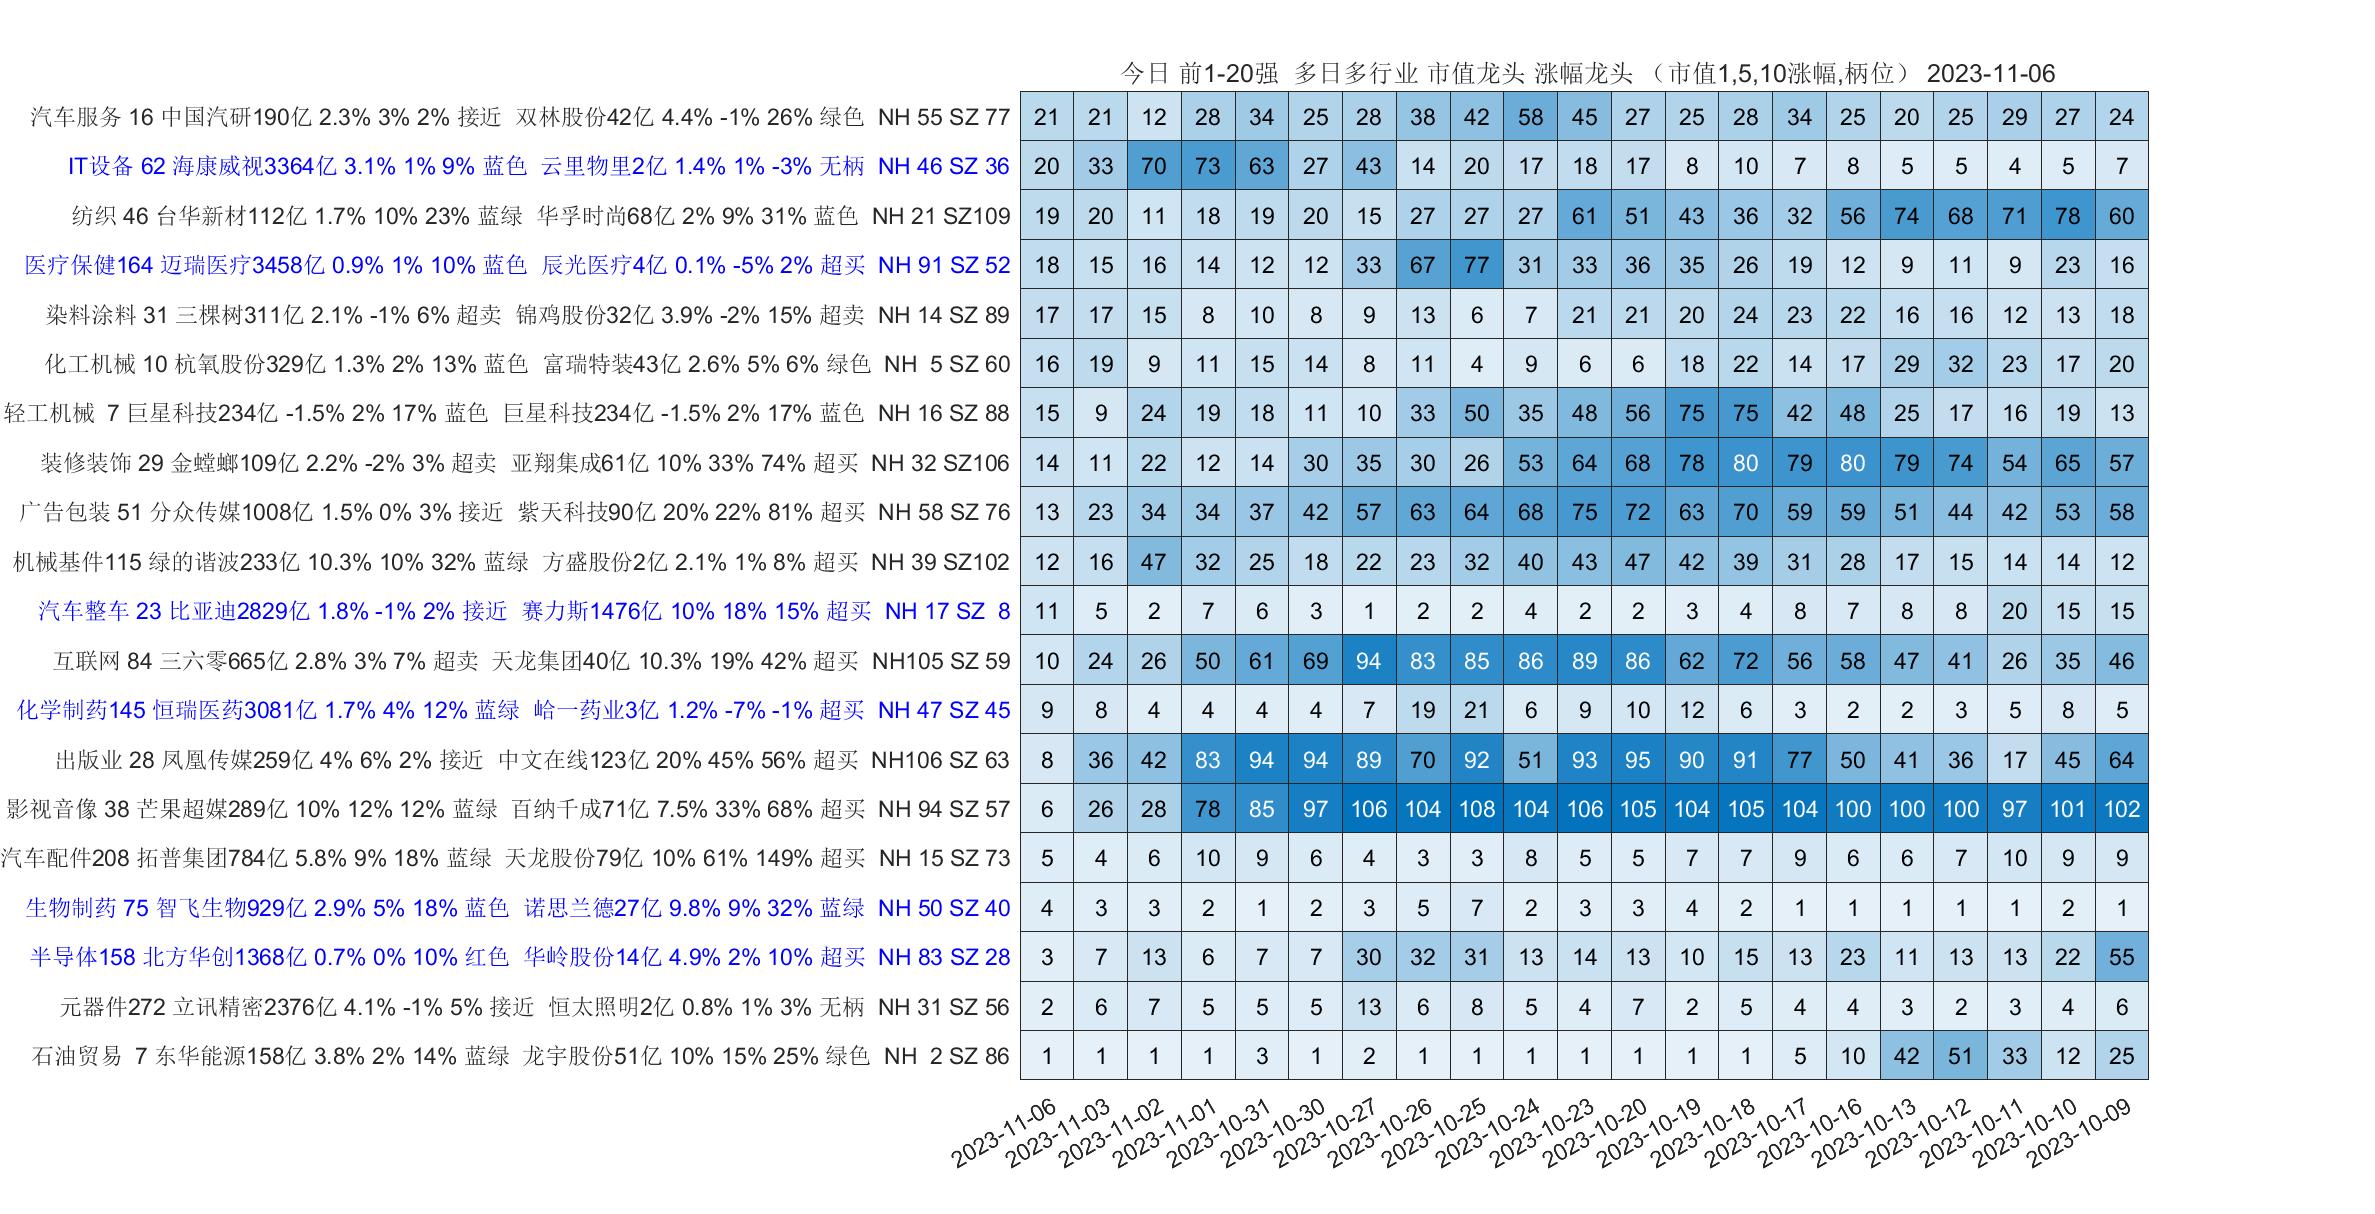 今日 前1-20强 多日多行业 市值龙头 涨幅龙头 （市值1,5,10涨幅,柄位） 2023-11-06
汽车服务 16 中国汽研190亿 2.3% 3% 2% 接近 双林股份42亿 4.4% -1% 26% 绿色 NH 55 SZ 77 21 21 12 28 34 25 28 38 42 58 45 27 25 28 34 25 20 25 29 27 24
IT设备 62 海康威视3364亿 3.1% 1% 9% 蓝色 云里物里2亿 1.4% 1% -3% 无柄 NH 46 SZ 36 20 33 70 73 63 27 43 14 20 17 18 17 8 10 7 8 5 5 4 5 7
纺织 46 台华新材112亿 1.7% 10% 23% 蓝绿 华孚时尚68亿 2% 9% 31% 蓝色 NH 21 SZ109 19 20 11 18 19 20 15 27 27 27 61 51 43 36 32 56 74 68 71 78 60
医疗保健164 迈瑞医疗3458亿 0.9% 1% 10% 蓝色 辰光医疗4亿 0.1% -5% 2% 超买 NH 91 SZ 52 18 15 16 14 12 12 33 67 77 31 33 36 35 26 19 12 9 11 9 23 16
染料涂料 31 三棵树311亿 2.1% -1% 6% 超卖 锦鸡股份32亿 3.9% -2% 15% 超卖 NH 14 SZ 89 17 17 15 8 10 8 9 13 6 7 21 21 20 24 23 22 16 16 12 13 18
化工机械 10 杭氧股份329亿 1.3% 2% 13% 蓝色 富瑞特装43亿 2.6% 5% 6% 绿色 NH 5 SZ 60 16 19 9 11 15 14 8 11 4 9 6 6 18 22 14 17 29 32 23 17 20
轻工机械 7 巨星科技234亿 -1.5% 2% 17% 蓝色 巨星科技234亿 -1.5% 2% 17% 蓝色 NH 16 SZ 88 15 9 24 19 18 11 10 33 50 35 48 56 75 75 42 48 25 17 16 19 13
装修装饰 29 金螳螂109亿 2.2% -2% 3% 超卖 亚翔集成61亿 10% 33% 74% 超买 NH 32 SZ106 14 11 22 12 14 30 35 30 26 53 64 68 78 80 79 80 79 74 54 65 57
广告包装 51 分众传媒1008亿 1.5% 0% 3% 接近 紫天科技90亿 20% 22% 81% 超买 NH 58 SZ 76 13 23 34 34 37 42 57 63 64 68 75 72 63 70 59 59 51 44 42 53 58
机械基件115 绿的谐波233亿 10.3% 10% 32% 蓝绿 方盛股份2亿 2.1% 1% 8% 超买 NH 39 SZ102 12 16 47 32 25 18 22 23 32 40 43 47 42 39 31 28 17 15 14 14 12
汽车整车 23 比亚迪2829亿 1.8% -1% 2% 接近 赛力斯1476亿 10% 18% 15% 超买 NH 17 SZ 8 11 5 2 7 6 3 1 2 2 4 2 2 3 4 8 7 8 8 20 15 15
互联网 84 三六零665亿 2.8% 3% 7% 超卖 天龙集团40亿 10.3% 19% 42% 超买 NH105 SZ 59 10 24 26 50 61 69 94 83 85 86 89 86 62 72 56 58 47 41 26 35 46
化学制药145 恒瑞医药3081亿 1.7% 4% 12% 蓝绿 峆一药业3亿 1.2% -7% -1% 超买 NH 47 SZ 45 9 8 4 4 4 4 7 19 21 6 9 10 12 6 3 2 2 3 5 8 5
出版业 28 凤凰传媒259亿 4% 6% 2% 接近 中文在线123亿 20% 45% 56% 超买 NH106 SZ 63 8 36 42 83 94 94 89 70 92 51 93 95 90 91 77 50 41 36 17 45 64
影视音像 38 芒果超媒289亿 10% 12% 12% 蓝绿 百纳千成71亿 7.5% 33% 68% 超买 NH 94 SZ 57 6 26 28 78 85 97 106 104 108 104 106 105 104 105 104 100 100 100 97 101 102
汽车配件208 拓普集团784亿 5.8% 9% 18% 蓝绿 天龙股份79亿 10% 61% 149% 超买 NH 15 SZ 73 5 4 6 10 9 6 4 3 3 8 5 5 7 7 9 6 6 7 10 9 9
生物制药 75 智飞生物929亿 2.9% 5% 18% 蓝色 诺思兰德27亿 9.8% 9% 32% 蓝绿 NH 50 SZ 40 4 3 3 2 1 2 3 5 7 2 3 3 4 2 1 1 1 1 1 2 1
半导体158 北方华创1368亿 0.7% 0% 10% 红色 华岭股份14亿 4.9% 2% 10% 超买 NH 83 SZ 28 3 7 13 6 7 7 30 32 31 13 14 13 10 15 13 23 11 13 13 22 55
元器件272 立讯精密2376亿 4.1% -1% 5% 接近 恒太照明2亿 0.8% 1% 3% 无柄 NH 31 SZ 56 2 6 7 5 5 5 13 6 8 5 4 7 2 5 4 4 3 2 3 4 6
石油贸易 7 东华能源158亿 3.8% 2% 14% 蓝绿 龙宇股份51亿 10% 15% 25% 绿色 NH 2 SZ 86 1 1 1 1 3 1 2 1 1 1 1 1 1 1 5 10 42 51 33 12 25
2023-11-06 2023-11-03 2023-11-02 2023-11-01 2023-10-31 2023-10-30 2023-10-27 2023-10-26 2023-10-25 2023-10-24 2023-10-23 2023-10-20 2023-10-19 2023-10-18 2023-10-17 2023-10-16 2023-10-13 2023-10-12 2023-10-11 2023-10-10 2023-10-09